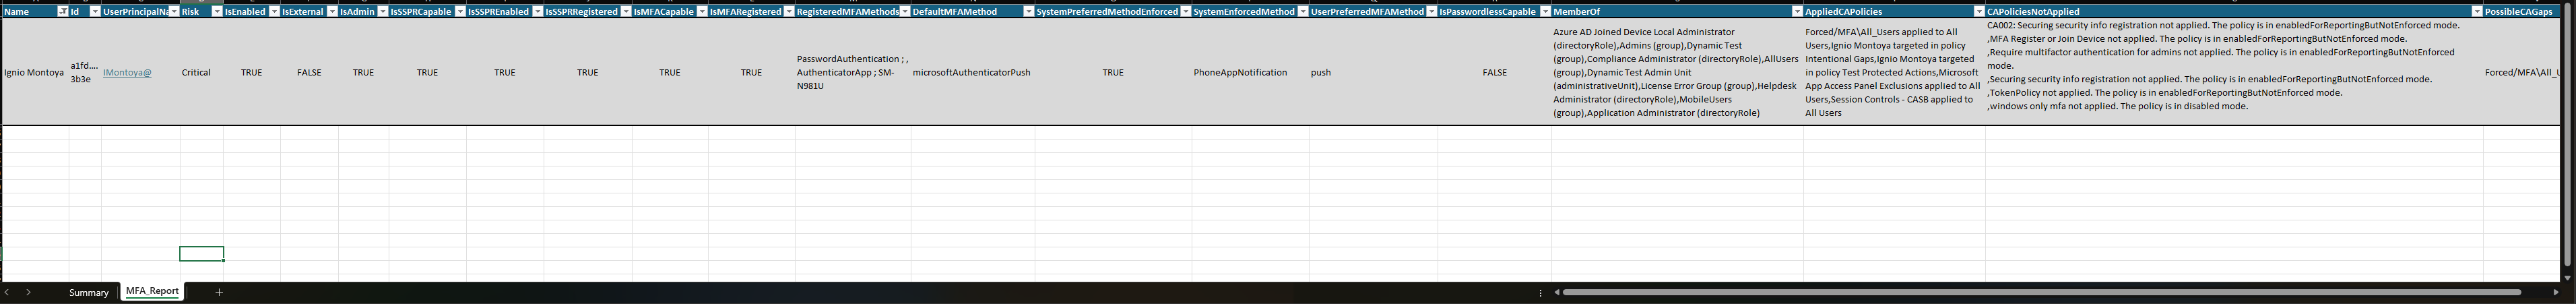 Name Id UserPrincipalNa Risk IsEnabled IsExternal IsAdmin IsSSPRCapable IsSSPREnabled IsSSPRRegistered IsMFACapable IsMFARegistered RegisteredMFAMethods DefaultMFAMethod SystemPreferredMethodEnforced SystemEnforcedMethod UserPreferredMFAMethod IsPasswordlessCapable MemberOf AppliedCAPolicies CAPoliciesNotApplied PossibleCAGaps
Ignio Montoya
a1fd....
3b3e
IMontoya@
Critical
TRUE
FALSE
TRUE
TRUE
TRUE
TRUE
TRUE
TRUE
PasswordAuthentication ; ,
AuthenticatorApp ; SM-
N981U
microsoftAuthenticatorPush
TRUE
PhoneAppNotification
push
FALSE
Azure AD Joined Device Local Administrator
(directoryRole),Admins (group),Dynamic Test
(group),Compliance Administrator (directoryRole),AllUsers
(group),Dynamic Test Admin Unit
(administrativeUnit),License Error Group (group),Helpdesk
Administrator (directoryRole),MobileUsers
(group),Application Administrator (directoryRole)
Forced/MFA\All_Users applied to All
Users,Ignio Montoya targeted in policy
Intentional Gaps,Ignio Montoya targeted
in policy Test Protected Actions,Microsoft
App Access Panel Exclusions applied to All
Users,Session Controls - CASB applied to
All Users
CA002: Securing security info registration not applied. The policy is in enabledForReportingButNotEnforced mode.
,MFA Register or Join Device not applied. The policy is in enabledForReportingButNotEnforced mode.
,Require multifactor authentication for admins not applied. The policy is in enabledForReportingButNotEnforced
mode.
,Securing security info registration not applied. The policy is in enabledForReportingButNotEnforced mode.
,TokenPolicy not applied. The policy is in enabledForReportingButNotEnforced mode.
,windows only mfa not applied. The policy is in disabled mode.
Forced/MFA\All_U
Summary MFA_Report +